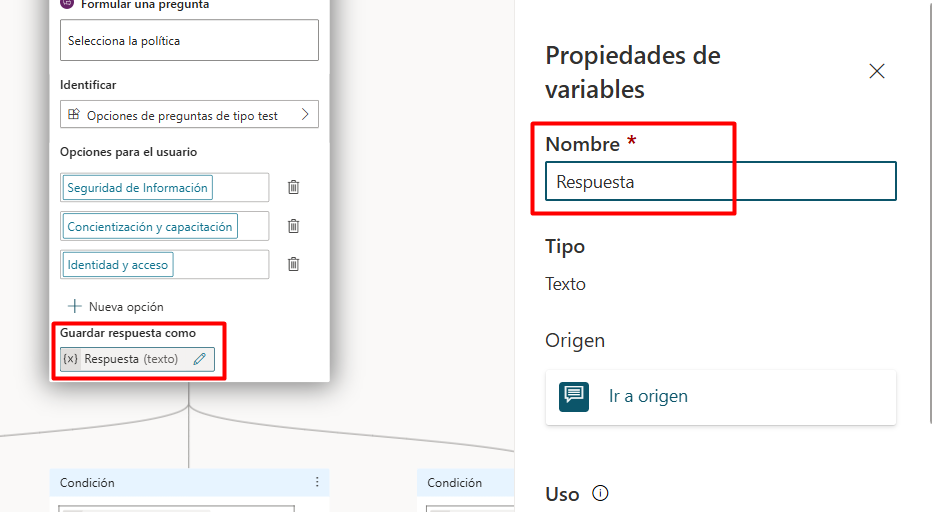 Formular una pregunta
Selecciona la política
Identificar
Opciones de preguntas de tipo test
Opciones para el usuario
Seguridad de Información
Concientización y capacitación
Identidad y acceso
Nueva opción
Guardar respuesta como
{x} Respuesta (texto)
Condición
Condición
Propiedades de
variables
Nombre *
Respuesta
Tipo
Texto
Origen
Ir a origen
Uso